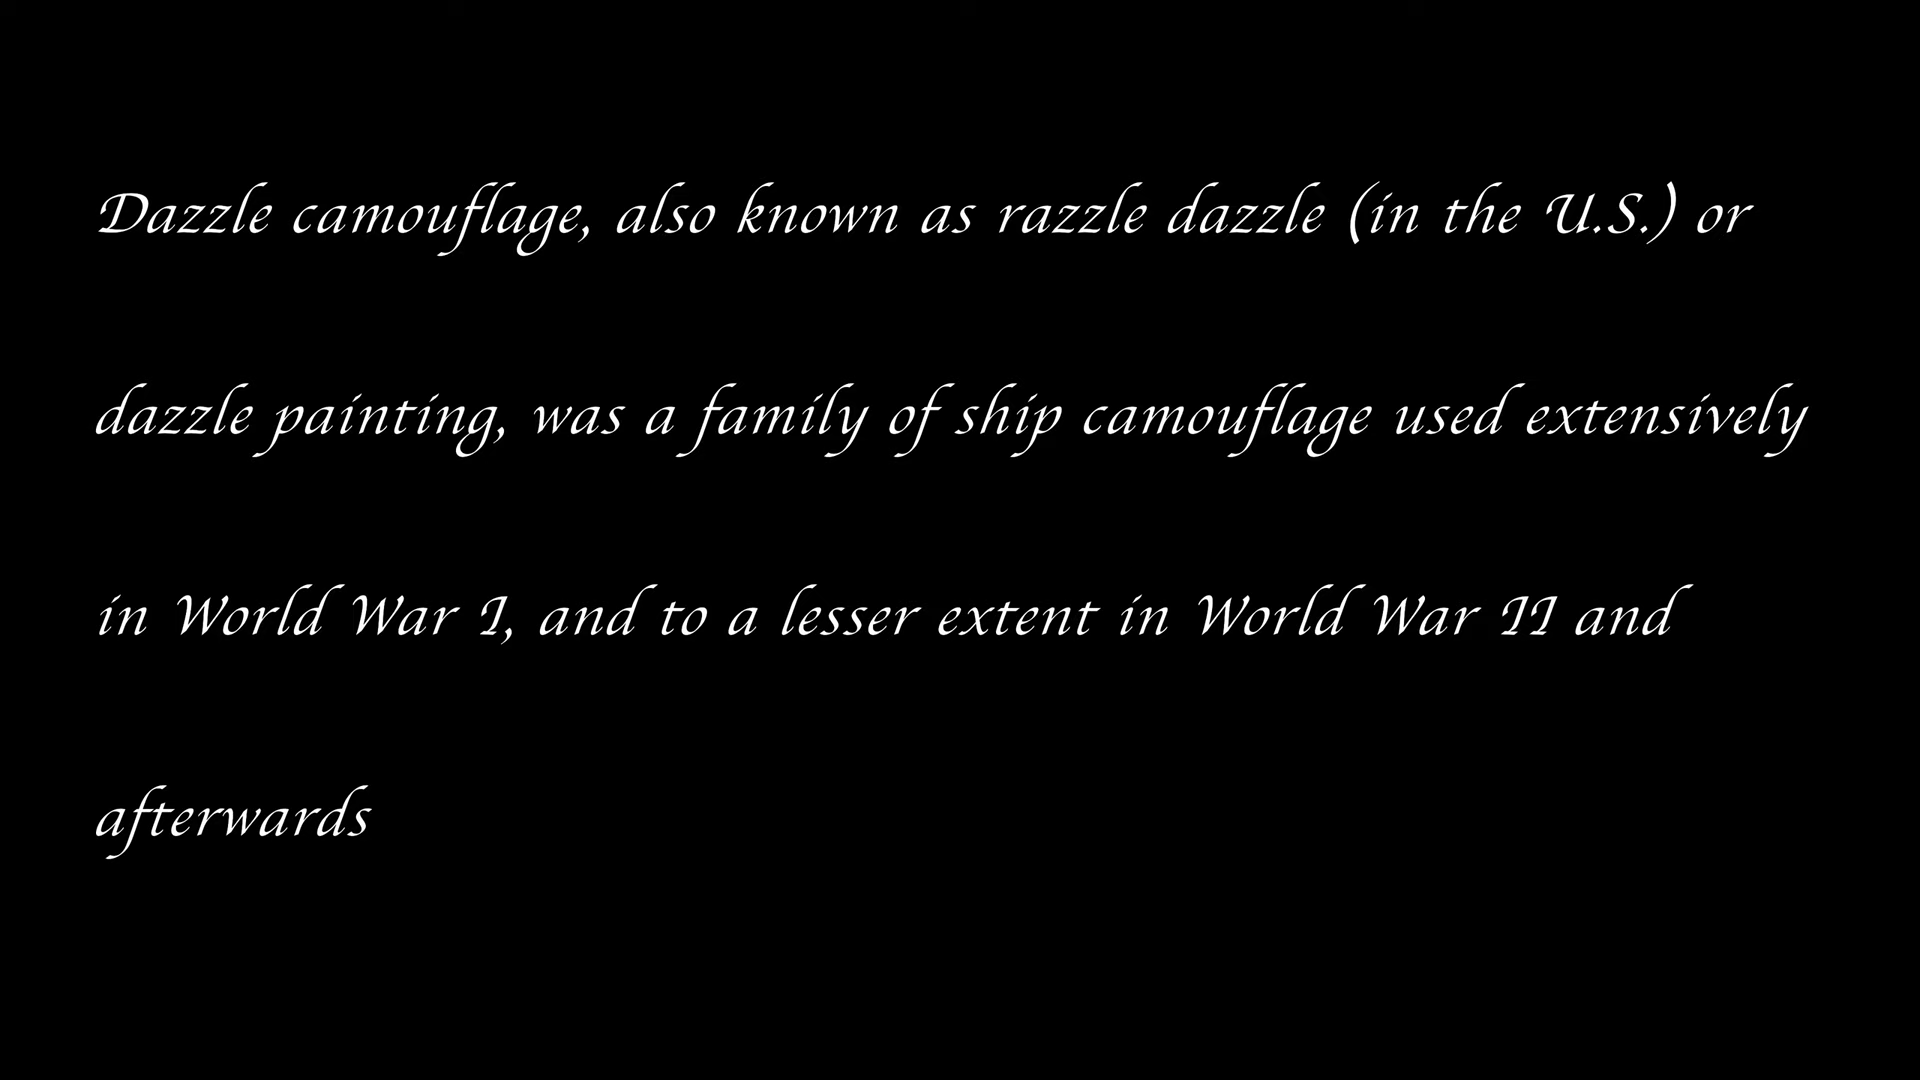 Dazzle camouflage, also known as razzle dazzle (in the U.S.) or
dazzle painting, was a family of ship camouflage used extensively
in World War I, and to a lesser extent in World War II and
afterwards